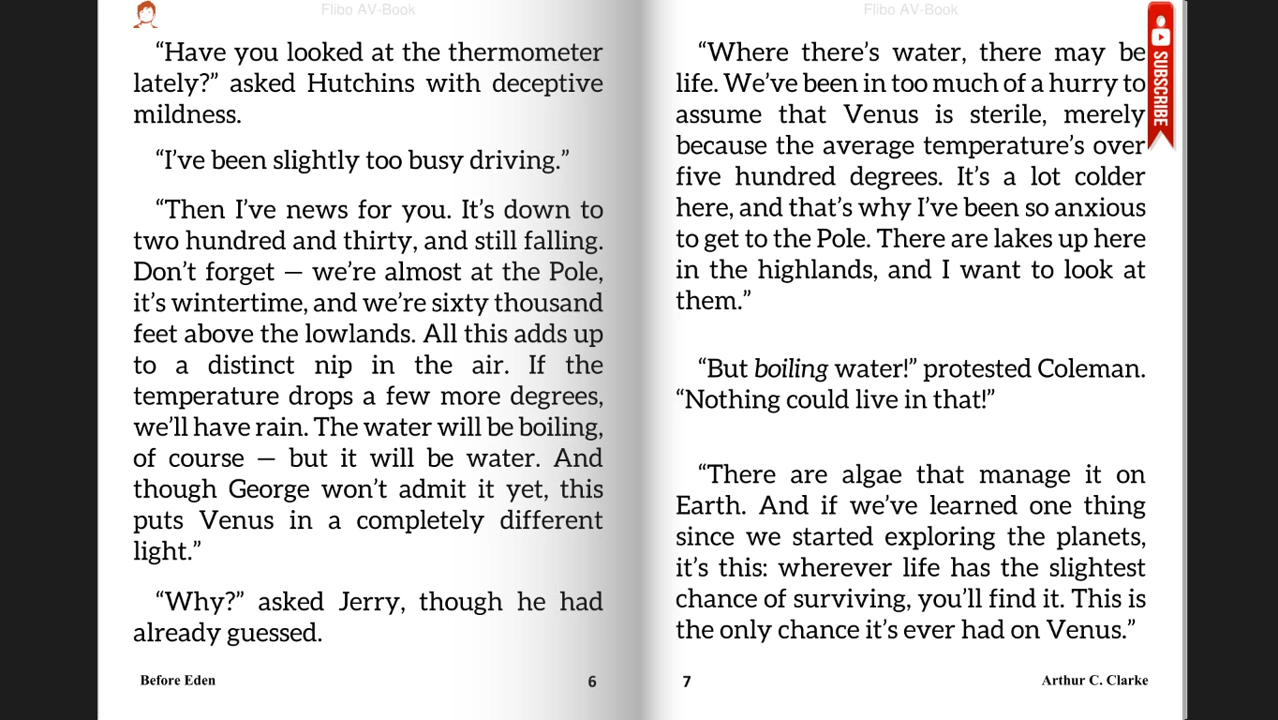 Flibo AV-Book
“Have you looked at the thermometer
lately?” asked Hutchins with deceptive
mildness.
“I’ve been slightly too busy driving.”
“Then I’ve news for you. It’s down to
two hundred and thirty, and still falling.
Don’t forget — we’re almost at the Pole,
it’s wintertime, and we’re sixty thousand
feet above the lowlands. All this adds up
to a distinct nip in the air. If the
temperature drops a few more degrees,
we’ll have rain. The water will be boiling,
of course — but it will be water. And
though George won’t admit it yet, this
puts Venus in a completely different
light.”
“Why?” asked Jerry, though he had
already guessed.
Before Eden
6
Flibo AV-Book
“Where there’s water, there may be
life. We’ve been in too much of a hurry to
assume that Venus is sterile, merely
because the average temperature’s over
five hundred degrees. It’s a lot colder
here, and that’s why I’ve been so anxious
to get to the Pole. There are lakes up here
in the highlands, and I want to look at
them.”
“But boiling water!” protested Coleman.
“Nothing could live in that!”
“There are algae that manage it on
Earth. And if we’ve learned one thing
since we started exploring the planets,
it’s this: wherever life has the slightest
chance of surviving, you’ll find it. This is
the only chance it’s ever had on Venus.”
7
Arthur C. Clarke
SUBSCRIBE